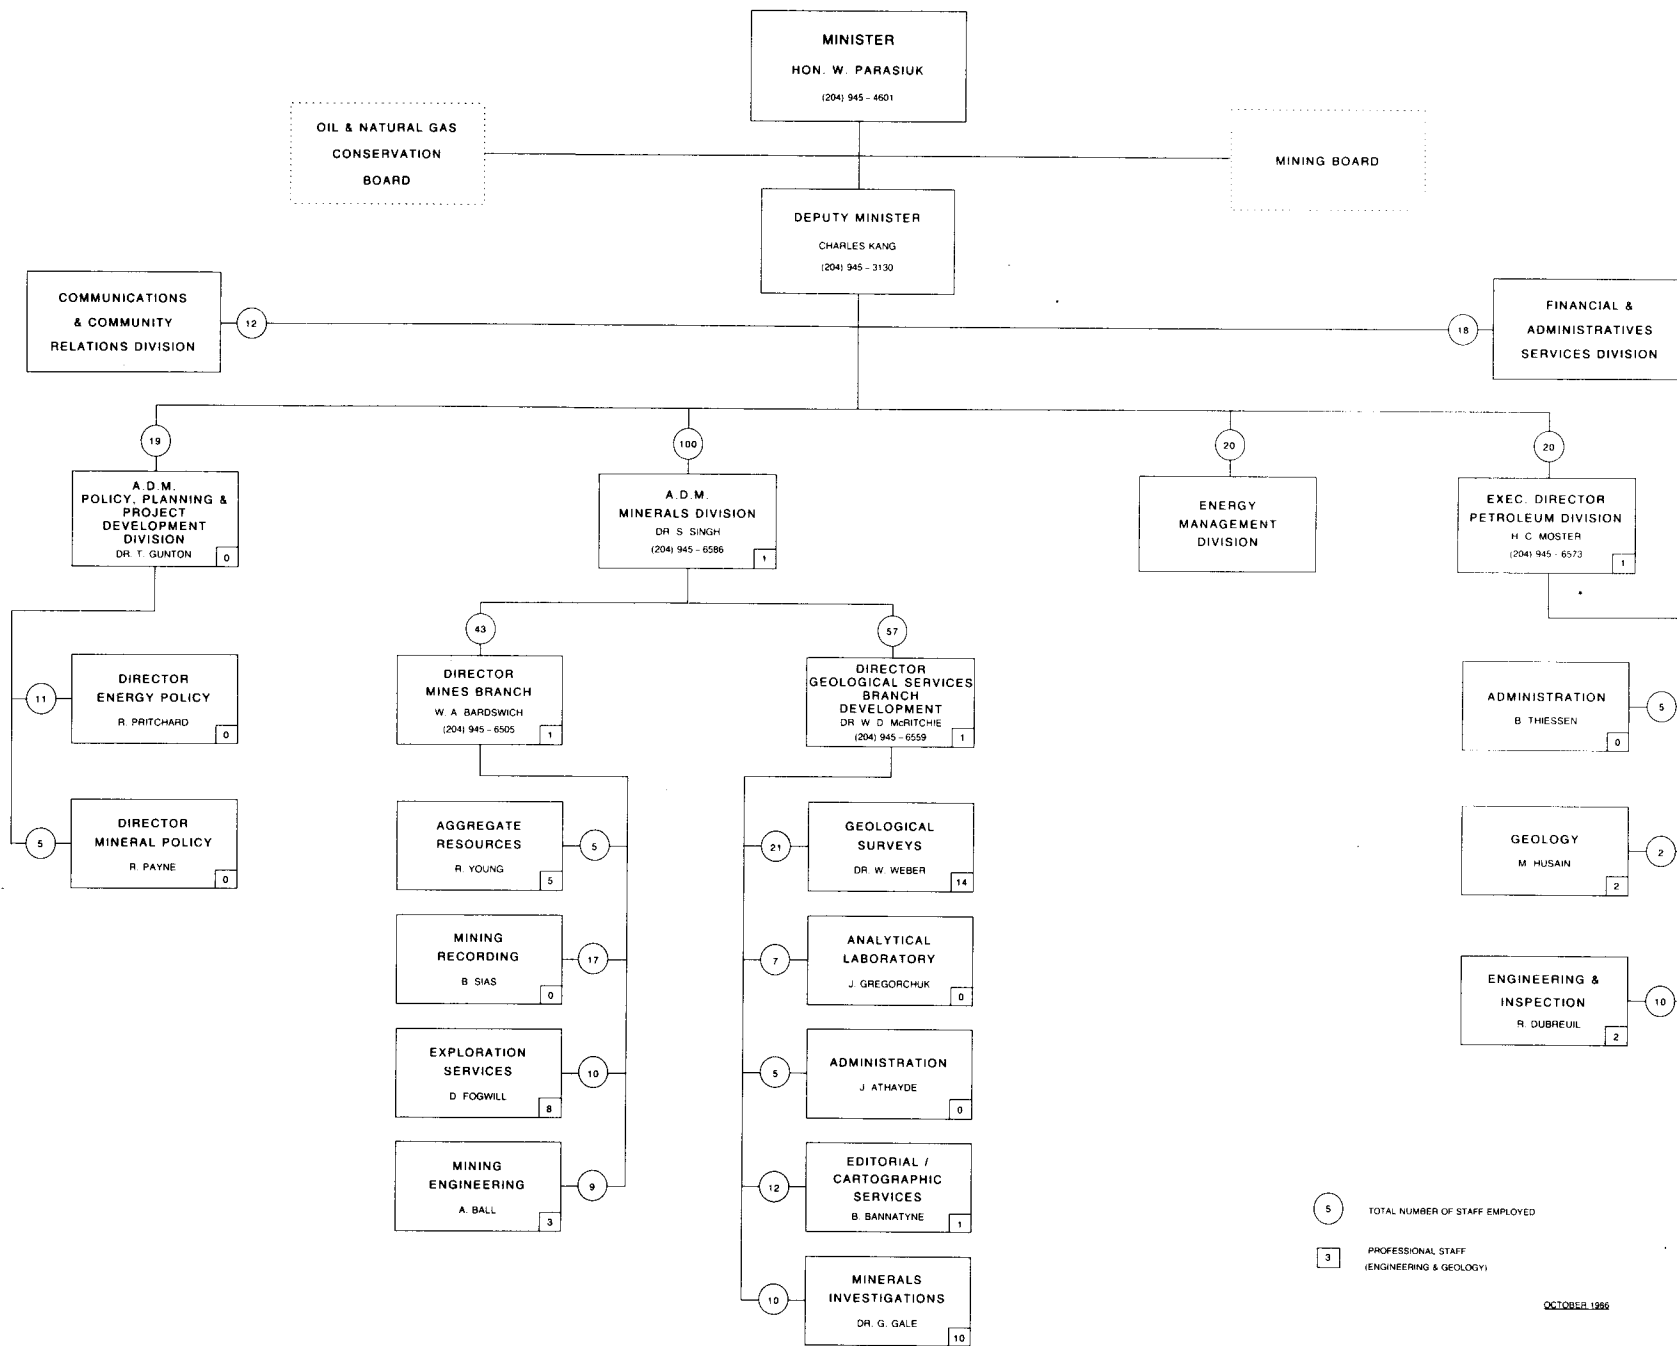 MINISTER
HON. W. PARASIUK
(204) 945 - 4601
OIL & NATURAL GAS
CONSERVATION
BOARD
MINING BOARD
DEPUTY MINISTER
CHARLES KANG
(204) 945 - 3130
COMMUNICATIONS
& COMMUNITY
RELATIONS DIVISION
12
18
FINANCIAL &
ADMINISTRATIVES
SERVICES DIVISION
19
100
20
20
A.D.M.
POLICY, PLANNING &
PROJECT
DEVELOPMENT
DIVISION
DR. T. GUNTON
0
A.D.M.
MINERALS DIVISION
DR S. SINGH
(204) 945 - 6586
1
ENERGY
MANAGEMENT
DIVISION
EXEC. DIRECTOR
PETROLEUM DIVISION
H. C. MOSTER
(204) 945 - 6573
1
11
DIRECTOR
ENERGY POLICY
R. PRITCHARD
0
5
DIRECTOR
MINERAL POLICY
R. PAYNE
0
43
DIRECTOR
MINES BRANCH
W. A. BARDSWICH
(204) 945 - 6505
1
AGGREGATE
RESOURCES
R. YOUNG
5
5
MINING
RECORDING
B. SIAS
0
17
EXPLORATION
SERVICES
D. FOGWILL
8
10
MINING
ENGINEERING
A. BALL
3
9
57
DIRECTOR
GEOLOGICAL SERVICES
BRANCH
DEVELOPMENT
DR W. D. McRITCHIE
(204) 945 - 6559
1
21
GEOLOGICAL
SURVEYS
DR. W. WEBER
14
7
ANALYTICAL
LABORATORY
J. GREGORCHUK
0
5
ADMINISTRATION
J. ATHAYDE
0
12
EDITORIAL /
CARTOGRAPHIC
SERVICES
B. BANNATYNE
1
10
MINERALS
INVESTIGATIONS
DR. G. GALE
10
ADMINISTRATION
B THIESSEN
0
5
GEOLOGY
M. HUSAIN
2
2
ENGINEERING &
INSPECTION
R. DUBREUIL
2
10
5
TOTAL NUMBER OF STAFF EMPLOYED
3
PROFESSIONAL STAFF
(ENGINEERING & GEOLOGY)
OCTOBER 1986